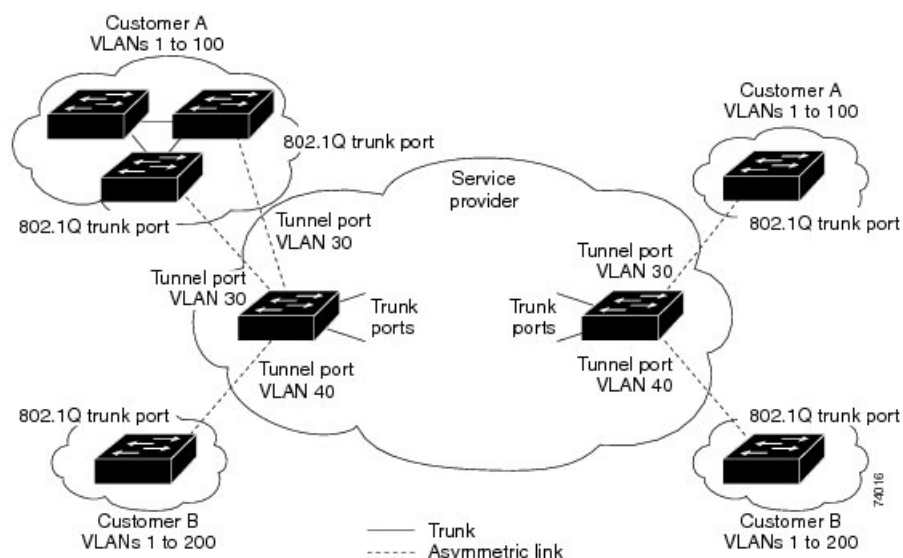 Customer A
VLANs 1 to 100
802.1Q trunk port
802.1Q trunk port
Tunnel port
VLAN 30
Tunnel port
VLAN 30
Service
provider
Customer A
VLANs 1 to 100
802.1Q trunk port
Tunnel port
VLAN 30
Trunk
ports
Trunk
ports
Tunnel port
VLAN 40
Tunnel port
VLAN 40
802.1Q trunk port
802.1Q trunk port
Customer B
VLANs 1 to 200
Customer B
VLANs 1 to 200
74016
Trunk
Asymmetric link